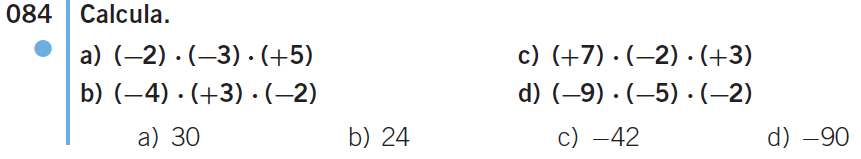 084 Calcula.
a) (−2) · (−3) · (+5) c) (+7) · (−2) · (+3)
b) (−4) · (+3) · (−2) d) (−9) · (−5) · (−2)
a) 30 b) 24 c) −42 d) −90